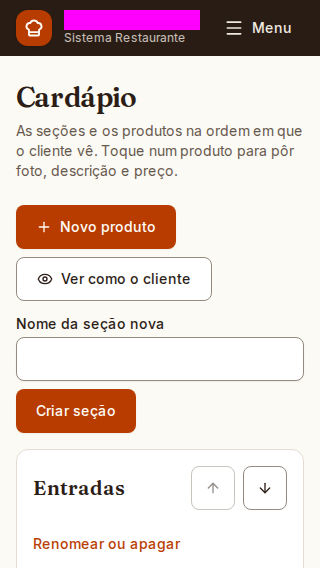 Sistema Restaurante
Menu
Cardápio
As seções e os produtos na ordem em que
o cliente vê. Toque num produto para pôr
foto, descrição e preço.
Novo produto
Ver como o cliente
Nome da seção nova
Criar seção
Entradas
Renomear ou apagar